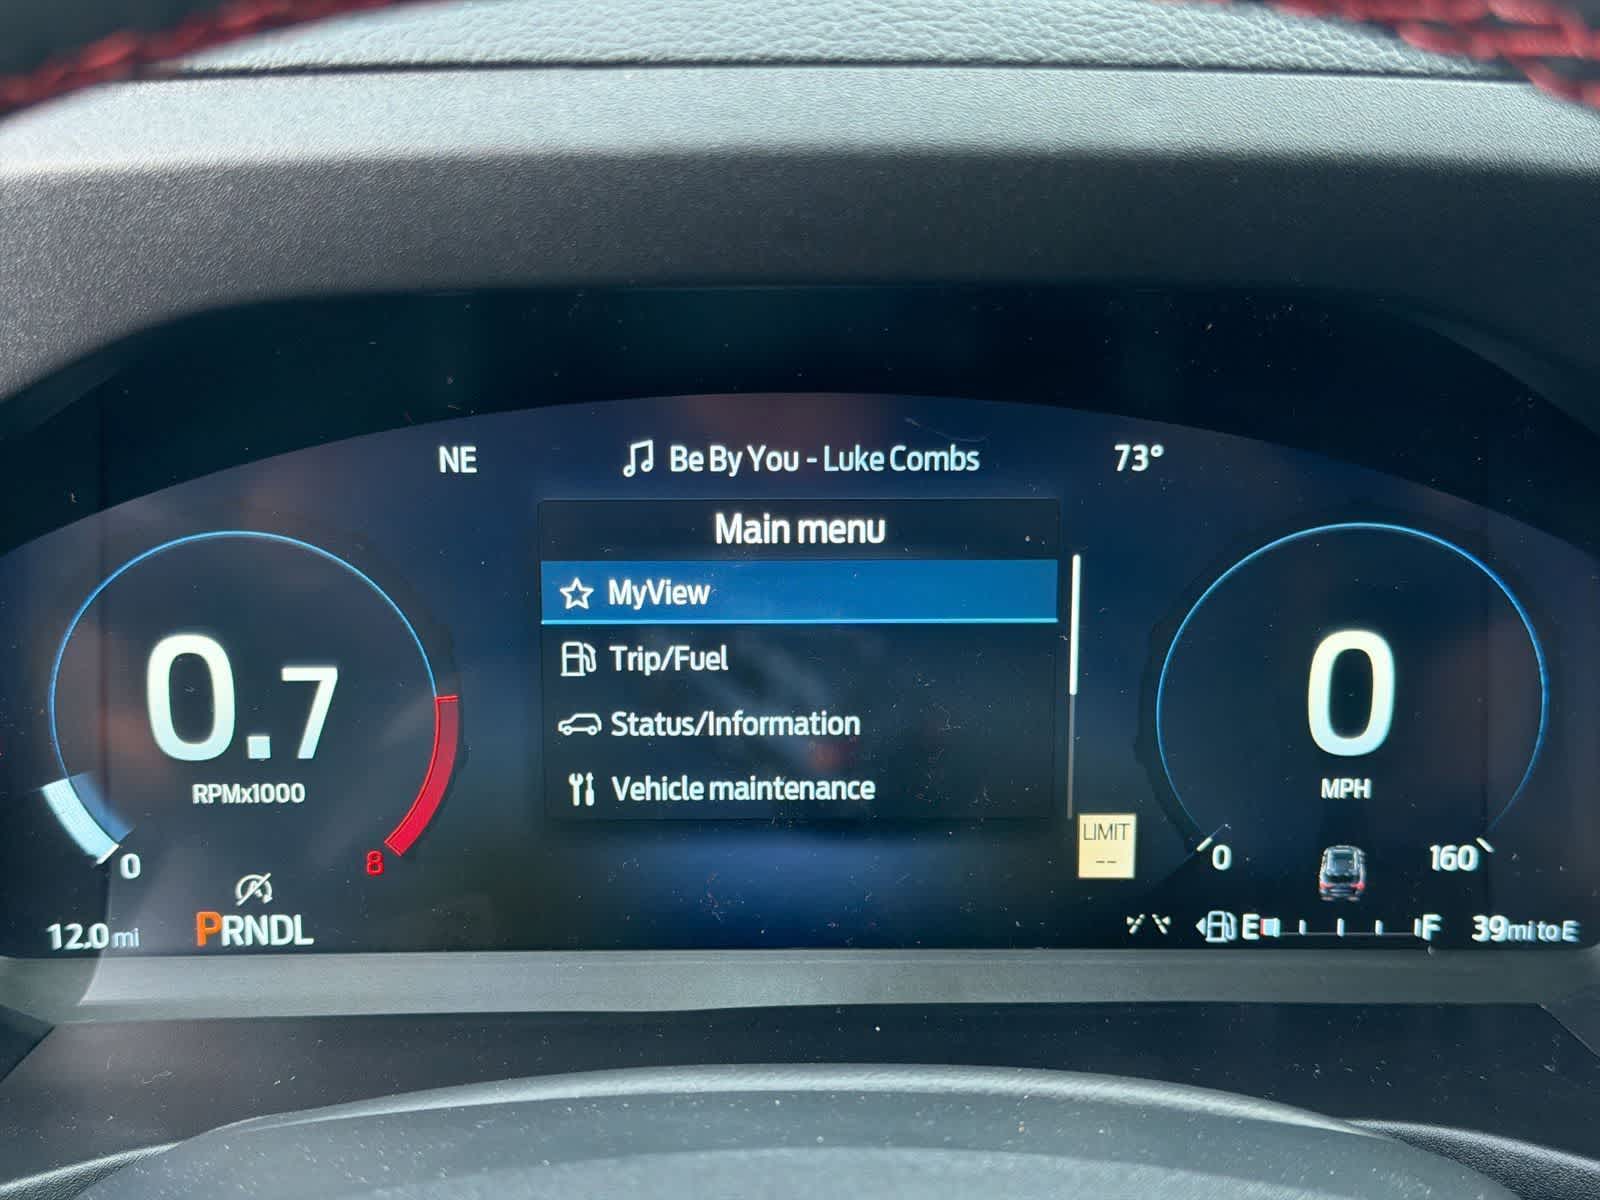 NE
Be By You - Luke Combs
73°
Main menu
MyView
Trip/Fuel
Status/Information
Vehicle maintenance
0.7
RPMx1000
0
8
12.0 mi
PRNDL
LIMIT
--
0
MPH
0
160
E
F
39 mi to E